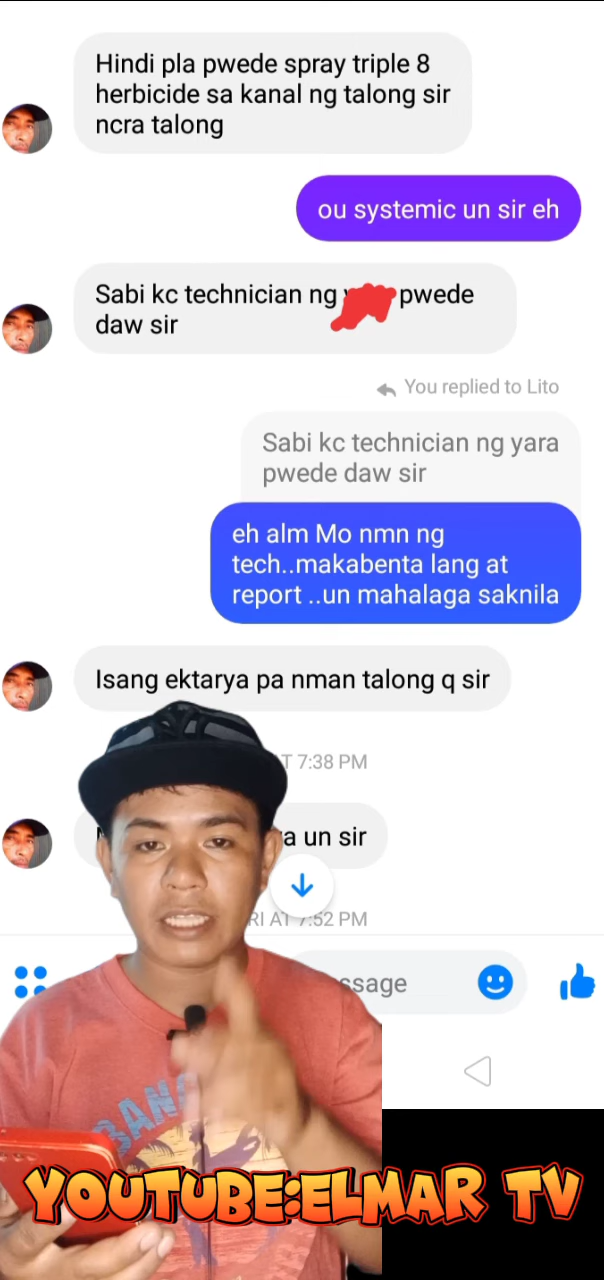 Hindi pla pwede spray triple 8
herbicide sa kanal ng talong sir
ncra talong
ou systemic un sir eh
Sabi kc technician ng pwede
daw sir
You replied to Lito
Sabi kc technician ng yara
pwede daw sir
eh alm Mo nmn ng
tech..makabenta lang at
report ..un mahalaga saknila
Isang ektarya pa nman talong q sir
AT 7:38 PM
un sir
FRI AT 7:52 PM
BANG
YOUTUBE:ELMAR TV